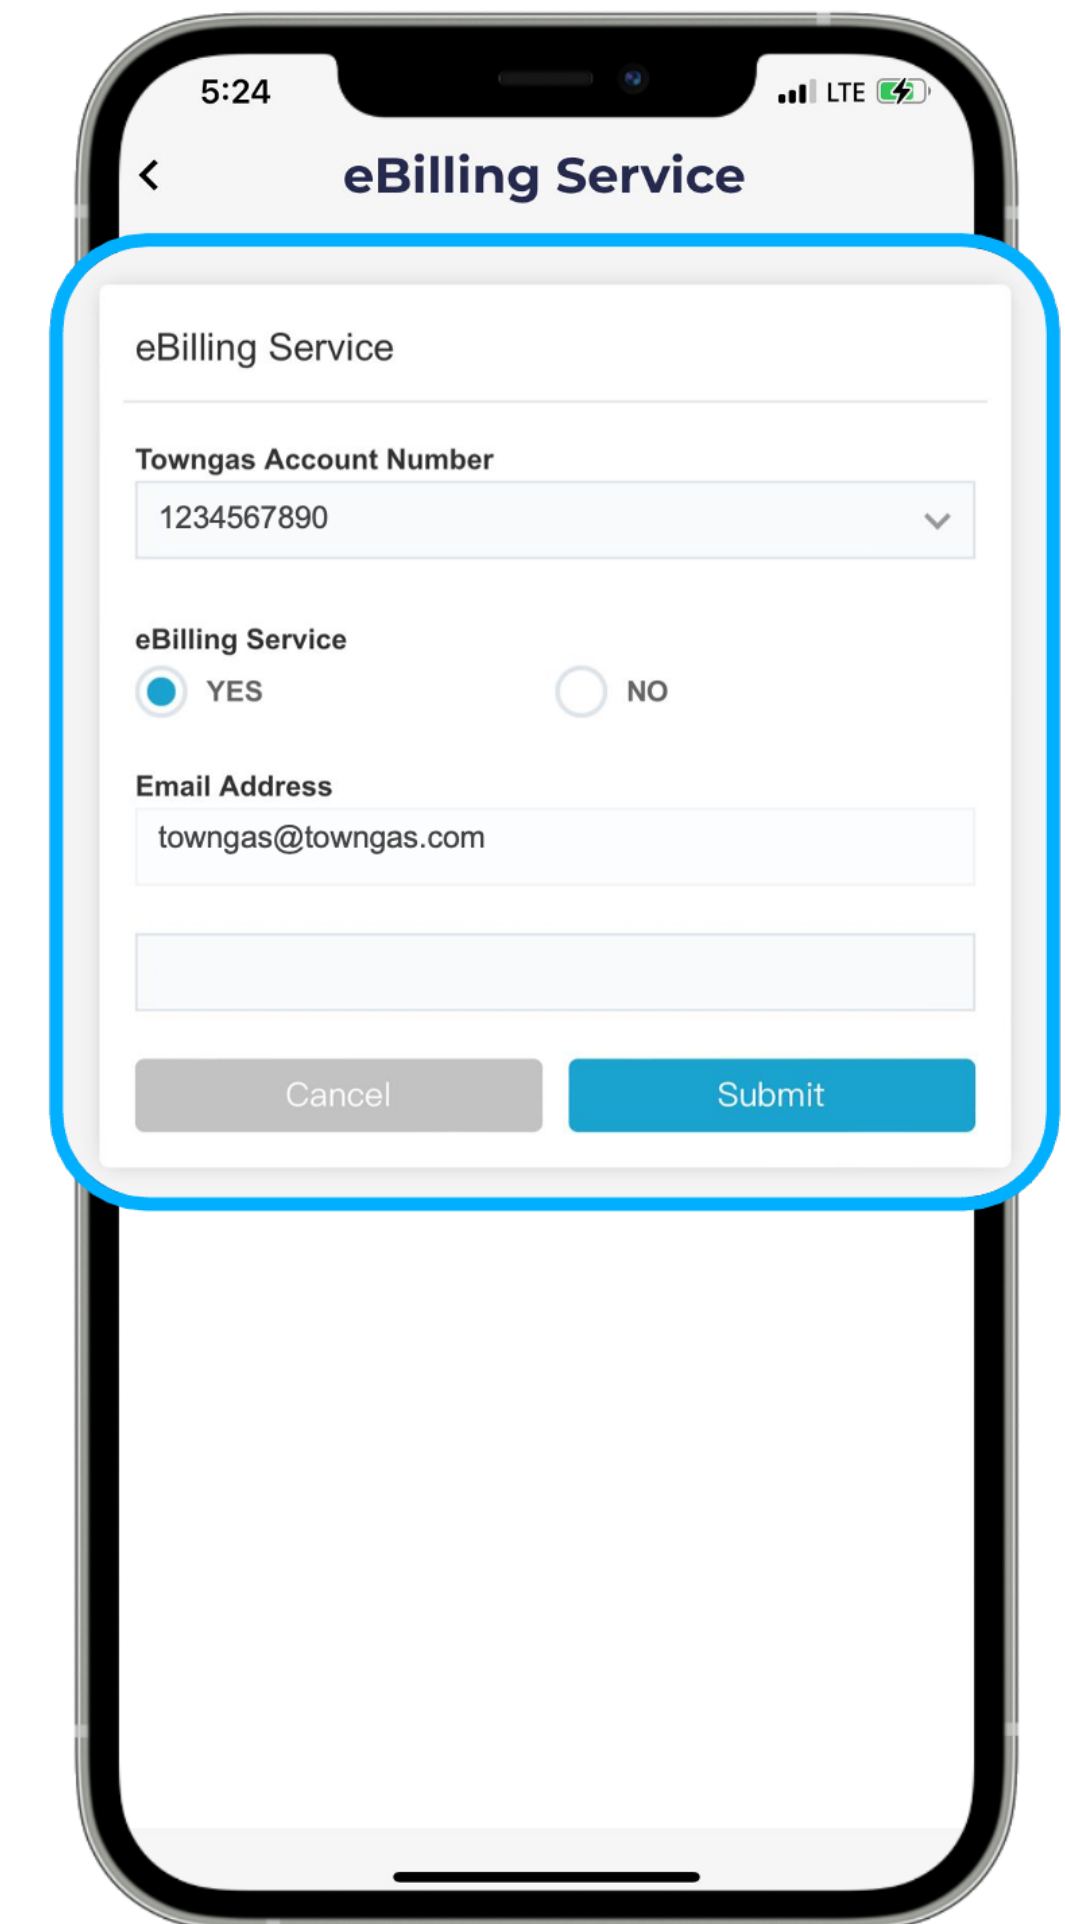 5:24
LTE
eBilling Service
eBilling Service
Towngas Account Number
1234567890
eBilling Service
YES
NO
Email Address
towngas@towngas.com
Cancel
Submit